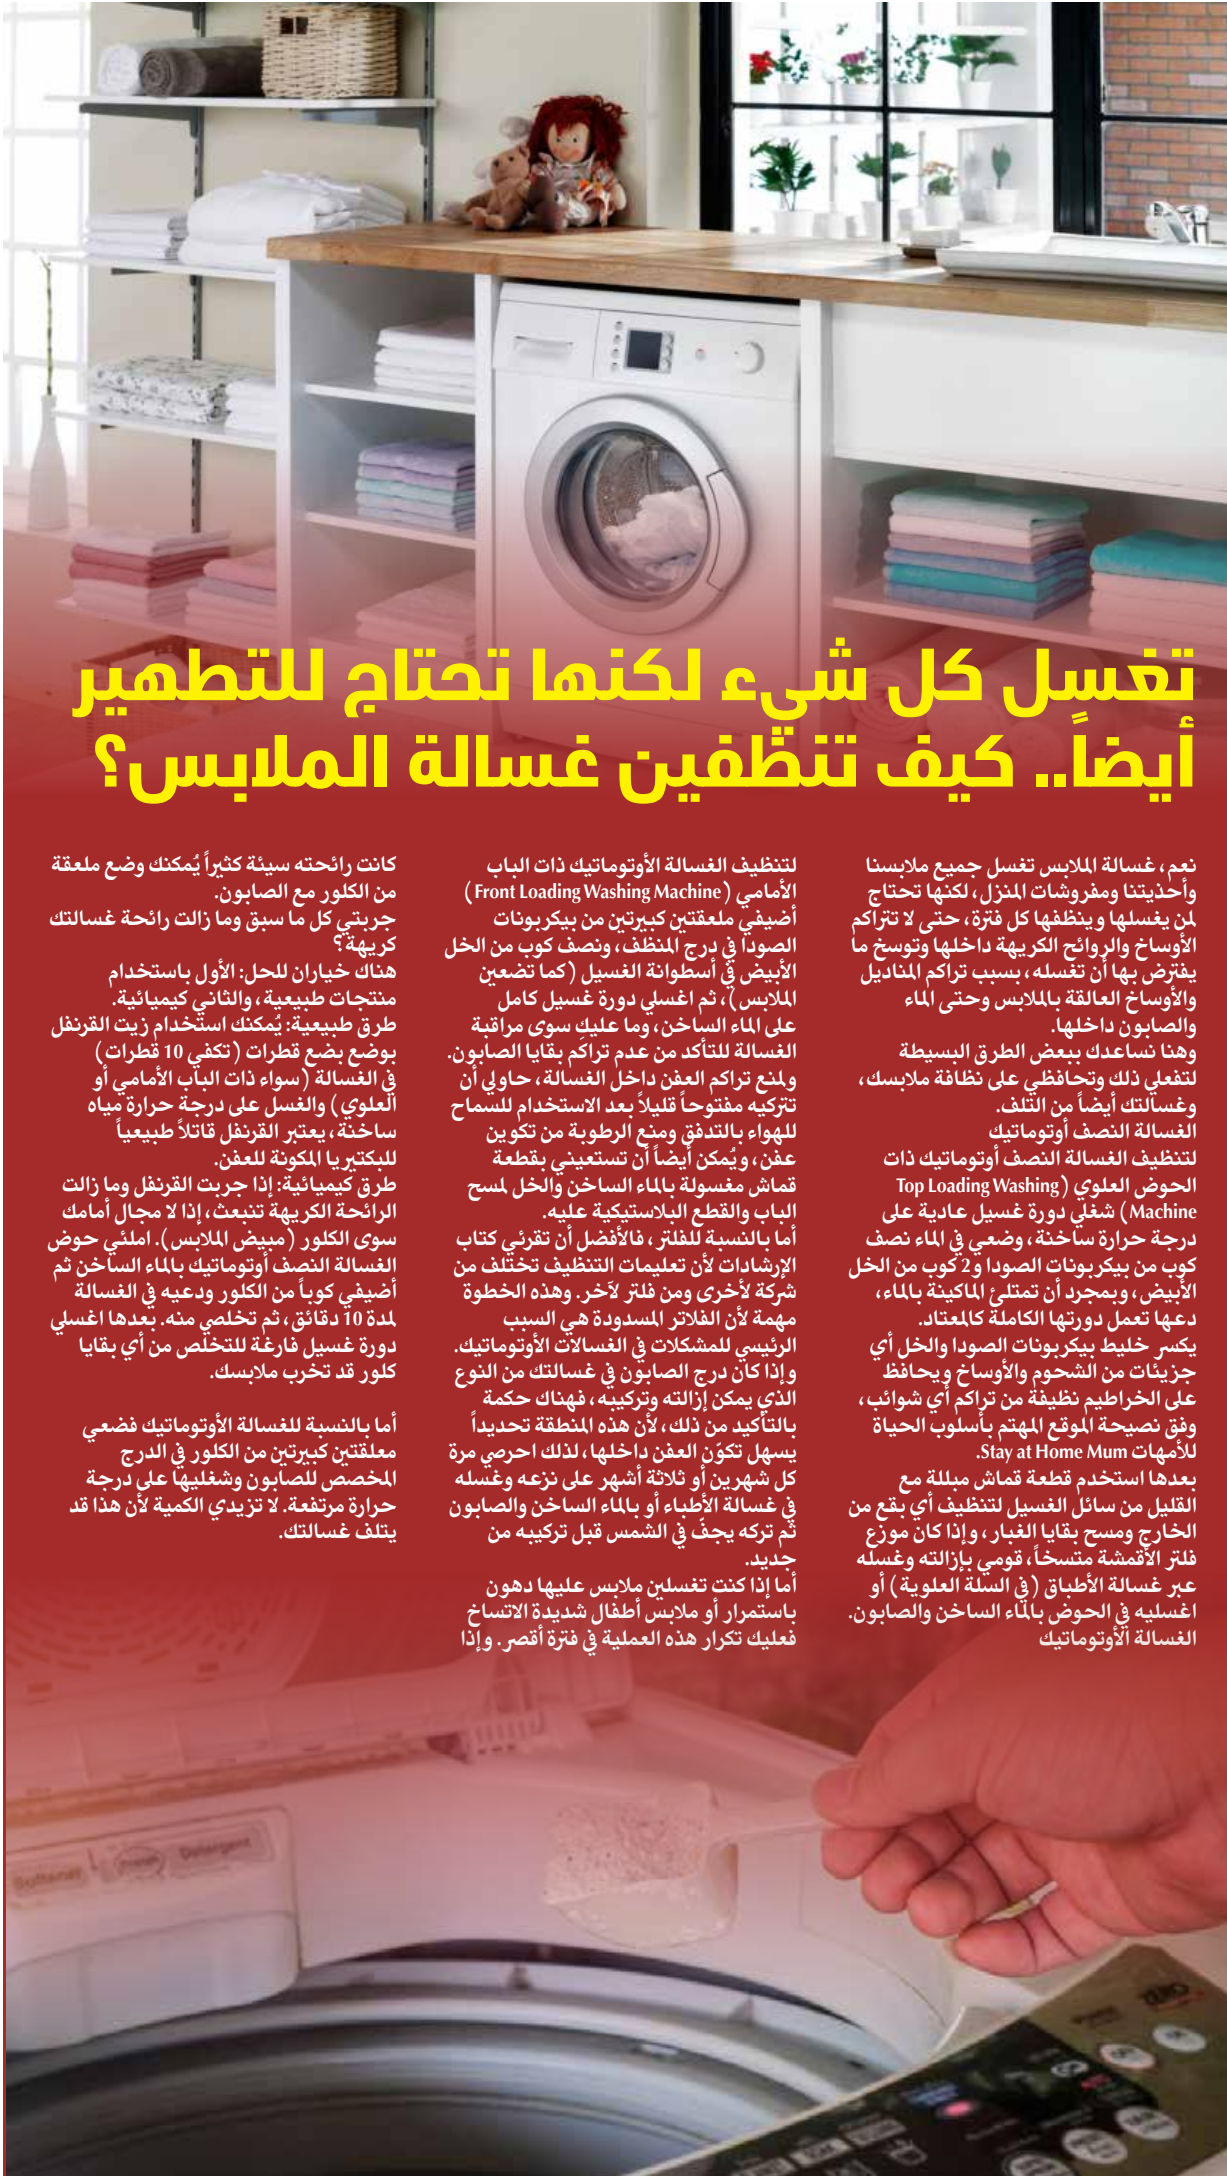 تغسِل كل شيء لكنها تحتاج للتطهير
أيضاً.. كيف تنظّفين غسالة الملابس؟
نعم، غسالة الملابس تغسل جميع ملابسنا
وأحذيتنا ومفروشات المنزل، لكنها تحتاج
لمن يغسلها وينظفها كل فترة، حتى لا تتراكم
الأوساخ والروائح الكريهة داخلها وتوسخ ما
يفترض بها أن تغسله، بسبب تراكم المناديل
والأوساخ العالقة بالملابس وحتى الماء
والصابون داخلها.
وهنا نساعدك ببعض الطرق البسيطة
لتفعلي ذلك وتحافظي على نظافة ملابسك،
وغسالتك أيضاً من التلف.
الغسالة النصف أوتوماتيك
لتنظيف الغسالة النصف أوتوماتيك ذات
الحوض العلوي (Top Loading Washing
Machine) شغلي دورة غسيل عادية على
درجة حرارة ساخنة، وضعي في الماء نصف
كوب من بيكربونات الصودا و2 كوب من الخل
الأبيض، وبمجرد أن تمتلئ الماكينة بالماء،
دعها تعمل دورتها الكاملة كالمعتاد.
يكسر خليط بيكربونات الصودا والخل أي
جزيئات من الشحوم والأوساخ ويحافظ
على الخراطيم نظيفة من تراكم أي شوائب،
وفق نصيحة الموقع المهتم بأسلوب الحياة
للأمهات Stay at Home Mum.
بعدها استخدم قطعة قماش مبللة مع
القليل من سائل الغسيل لتنظيف أي بقع من
الخارج ومسح بقايا الغبار، وإذا كان موزع
فلتر الأقمشة متسخاً، قومي بإزالته وغسله
عبر غسالة الأطباق (في السلة العلوية) أو
اغسليه في الحوض بالماء الساخن والصابون.
الغسالة الأوتوماتيك
لتنظيف الغسالة الأوتوماتيك ذات الباب
الأمامي (Front Loading Washing Machine)
أضيفي ملعقتين كبيرتين من بيكربونات
الصودا في درج المنظف، ونصف كوب من الخل
الأبيض في أسطوانة الغسيل (كما تضعين
الملابس)، ثم اغسلي دورة غسيل كامل
على الماء الساخن، وما عليكِ سوى مراقبة
الغسالة للتأكد من عدم تراكُم بقايا الصابون.
ولمنع تراكم العفن داخل الغسالة، حاولي أن
تتركيه مفتوحاً قليلاً بعد الاستخدام للسماح
للهواء بالتدفق ومنع الرطوبة من تكوين
عفن، ويُمكن أيضاً أن تستعيني بقطعة
قماش مغسولة بالماء الساخن والخل لمسح
الباب والقطع البلاستيكية عليه.
أما بالنسبة للفلتر، فالأفضل أن تقرئي كتاب
الإرشادات لأن تعليمات التنظيف تختلف من
شركة لأخرى ومن فلتر لآخر. وهذه الخطوة
مهمة لأن الفلاتر المسدودة هي السبب
الرئيسي للمشكلات في الغسالات الأوتوماتيك.
وإذا كان درج الصابون في غسالتك من النوع
الذي يمكن إزالته وتركيبه، فهناك حكمة
بالتأكيد من ذلك، لأن هذه المنطقة تحديداً
يسهل تكوّن العفن داخلها، لذلك احرصي مرة
كل شهرين أو ثلاثة أشهر على نزعه وغسله
في غسالة الأطباء أو بالماء الساخن والصابون
ثم تركه يجفّ في الشمس قبل تركيبه من
جديد.
أما إذا كنت تغسلين ملابس عليها دهون
باستمرار أو ملابس أطفال شديدة الاتساخ
فعليك تكرار هذه العملية في فترة أقصر. وإذا
كانت رائحته سيئة كثيراً يُمكنك وضع ملعقة
من الكلور مع الصابون.
جربتي كل ما سبق وما زالت رائحة غسالتك
كريهة؟
هناك خياران للحل: الأول باستخدام
منتجات طبيعية، والثاني كيميائية.
طرق طبيعية: يُمكنك استخدام زيت القرنفل
بوضع بضع قطرات (تكفي 10 قطرات)
في الغسالة (سواء ذات الباب الأمامي أو
العلوي) والغسل على درجة حرارة مياه
ساخنة، يعتبر القرنفل قاتلاً طبيعياً
للبكتيريا المكونة للعفن.
طرق كيميائية: إذا جربت القرنفل وما زالت
الرائحة الكريهة تنبعث، إذا لا مجال أمامك
سوى الكلور (مبيض الملابس). املئي حوض
الغسالة النصف أوتوماتيك بالماء الساخن ثم
أضيفي كوباً من الكلور ودعيه في الغسالة
لمدة 10 دقائق، ثم تخلصي منه. بعدها اغسلي
دورة غسيل فارغة للتخلص من أي بقايا
كلور قد تخرب ملابسك.
أما بالنسبة للغسالة الأوتوماتيك فضعي
معلقتين كبيرتين من الكلور في الدرج
المخصص للصابون وشغليها على درجة
حرارة مرتفعة. لا تزيدي الكمية لأن هذا قد
يتلف غسالتك.
Softener
Detergent
ZERO